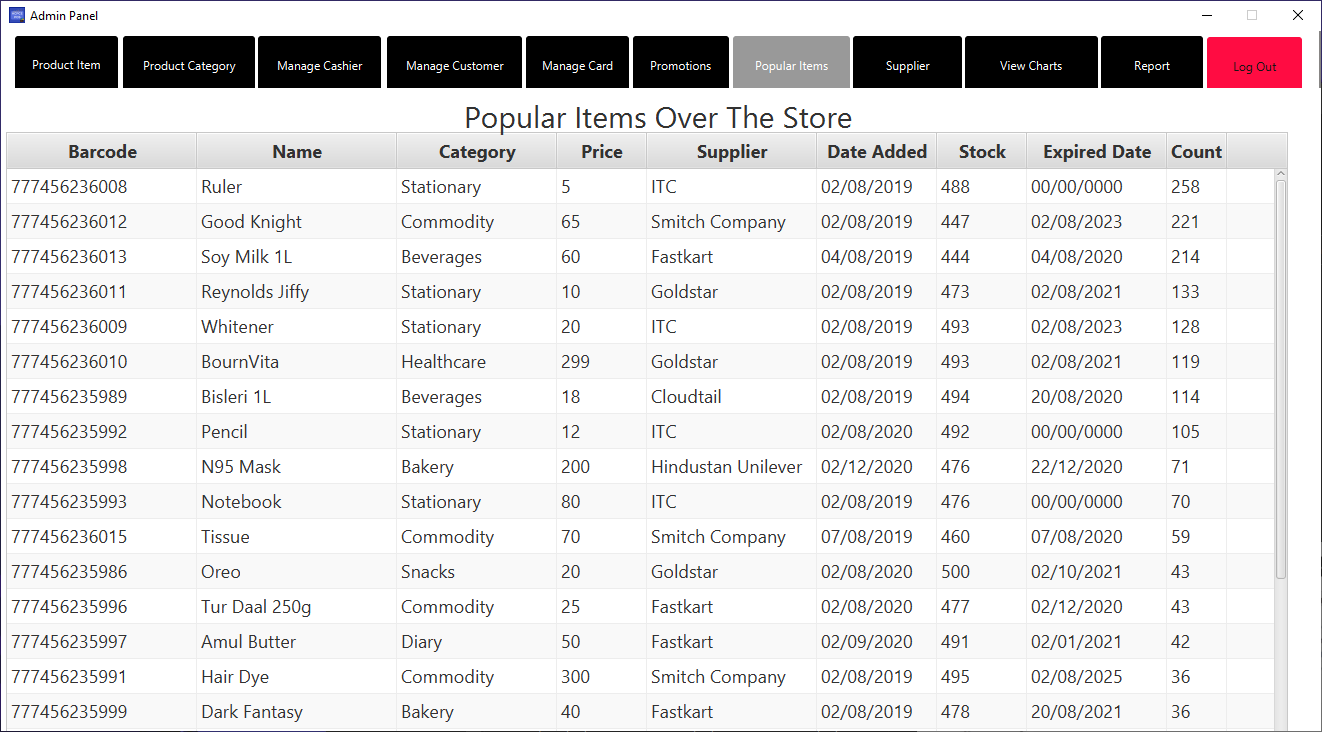 Admin Panel
Product Item Product Category Manage Cashier Manage Customer Manage Card Promotions Popular Items Supplier View Charts Report Log Out
Popular Items Over The Store
Barcode Name Category Price Supplier Date Added Stock Expired Date Count
777456236008 Ruler Stationary 5 ITC 02/08/2019 488 00/00/0000 258
777456236012 Good Knight Commodity 65 Smitch Company 02/08/2019 447 02/08/2023 221
777456236013 Soy Milk 1L Beverages 60 Fastkart 04/08/2019 444 04/08/2020 214
777456236011 Reynolds Jiffy Stationary 10 Goldstar 02/08/2019 473 02/08/2021 133
777456236009 Whitener Stationary 20 ITC 02/08/2019 493 02/08/2023 128
777456236010 BournVita Healthcare 299 Goldstar 02/08/2019 493 02/08/2021 119
777456235989 Bisleri 1L Beverages 18 Cloudtail 02/08/2019 494 20/08/2020 114
777456235992 Pencil Stationary 12 ITC 02/08/2020 492 00/00/0000 105
777456235998 N95 Mask Bakery 200 Hindustan Unilever 02/12/2020 476 22/12/2020 71
777456235993 Notebook Stationary 80 ITC 02/08/2019 476 00/00/0000 70
777456236015 Tissue Commodity 70 Smitch Company 07/08/2019 460 07/08/2020 59
777456235986 Oreo Snacks 20 Goldstar 02/08/2020 500 02/10/2021 43
777456235996 Tur Daal 250g Commodity 25 Fastkart 02/08/2020 477 02/12/2020 43
777456235997 Amul Butter Diary 50 Fastkart 02/09/2020 491 02/01/2021 42
777456235991 Hair Dye Commodity 300 Smitch Company 02/08/2019 495 02/08/2025 36
777456235999 Dark Fantasy Bakery 40 Fastkart 02/08/2019 478 20/08/2021 36